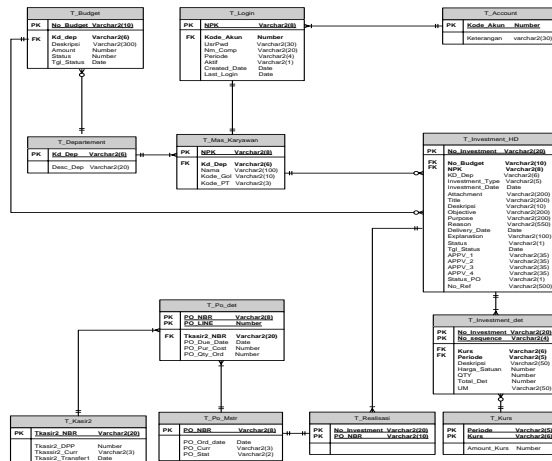 T_Budget
PK No_Budget Varchar2(10)
FK Kd_dep Varchar2(6)
Deskripsi Varchar2(300)
Amount Number
Status Number
Tgl_Status Date
T_Login
PK NPK Varchar2(8)
FK Kode_Akun Number
UsrPwd Varchar2(30)
Nm_Comp Varchar2(20)
Periode Varchar2(4)
Aktif Varchar2(1)
Created_Date Date
Last_Login Date
T_Account
PK Kode_Akun Number
Keterangan varchar2(30)
T_Departement
PK Kd_Dep Varchar2(6)
Desc_Dep Varchar2(20)
T_Mas_Karyawan
PK NPK Varchar2(8)
FK Kd_Dep Varchar2(6)
Nama Varchar2(100)
Kode_Gol Varchar2(10)
Kode_PT Varchar2(3)
T_Investment_HD
PK No_Investment Varchar2(20)
FK No_Budget Varchar2(10)
FK NPK Varchar2(8)
KD_Dep Varchar2(6)
Investment_Type Varchar2(5)
Investment_Date Date
Attachment Varchar2(200)
Title Varchar2(200)
Deskripsi Varchar2(10)
Objective Varchar2(200)
Purpose Varchar2(200)
Reason Varchar2(550)
Delivery_Date Date
Explanation Varchar2(100)
Status Varchar2(1)
Tgl_Status Date
APPV_1 Varchar2(35)
APPV_2 Varchar2(35)
APPV_3 Varchar2(35)
APPV_4 Varchar2(35)
Status_PO Varchar2(1)
No_Ref Varchar2(500)
T_Po_det
PK PO_NBR Varchar2(8)
PK PO_LINE Number
FK Tkasir2_NBR Varchar2(20)
PO_Due_Date Date
PO_Pur_Cost Number
PO_Qty_Ord Number
T_Investment_det
PK No_Investment Varchar2(20)
PK No_sequence Varchar2(4)
FK Kurs Varchar2(6)
FK Periode Varchar2(5)
Deskripsi Varchar2(50)
Harga_Satuan Number
QTY Number
Total_Det Number
UM Varchar2(50)
T_Kasir2
PK Tkasir2_NBR Varchar2(20)
Tkasir2_DPP Number
Tkassir2_Curr Varchar2(3)
Tkasir2_Transfer1 Date
T_Po_Mstr
PK PO_NBR Varchar2(8)
PO_Ord_date Date
PO_Curr Varchar2(3)
PO_Stat Varchar2(2)
T_Realisasi
PK No_Investment Varchar2(20)
PK PO_NBR Varchar2(10)
T_Kurs
PK Periode Varchar2(5)
PK Kurs Varchar2(6)
Amount_Kurs Number